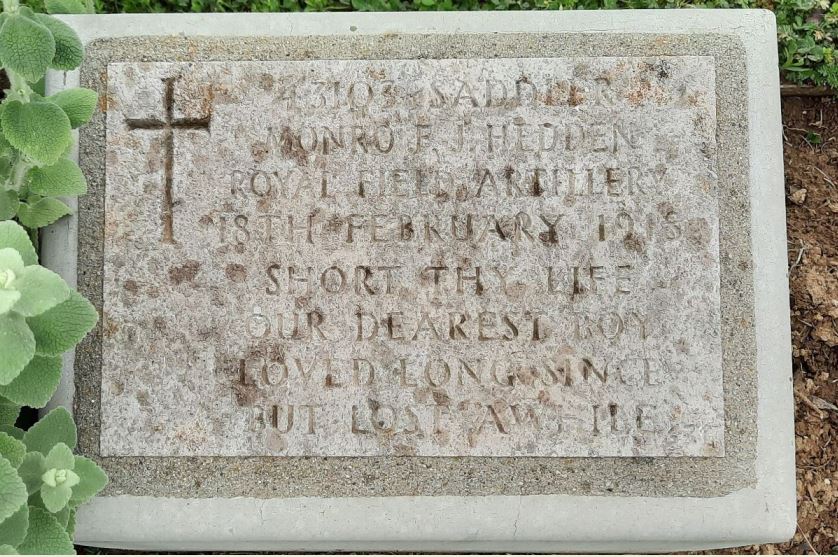 43103 SADDLER
MONRO F. J. HEDDEN
ROYAL FIELD ARTILLERY
18TH FEBRUARY
SHORT THY LIFE
OUR DEAREST BOY
LOVED LONG SINCE
BUT LOST AWHILE